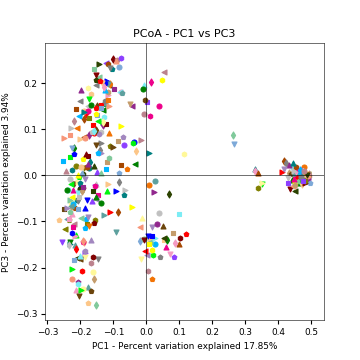 PCoA - PC1 vs PC3
PC3 - Percent variation explained 3.94%
0.2
0.1
0.0
−0.1
−0.2
−0.3
−0.3 −0.2 −0.1 0.0 0.1 0.2 0.3 0.4 0.5
PC1 - Percent variation explained 17.85%